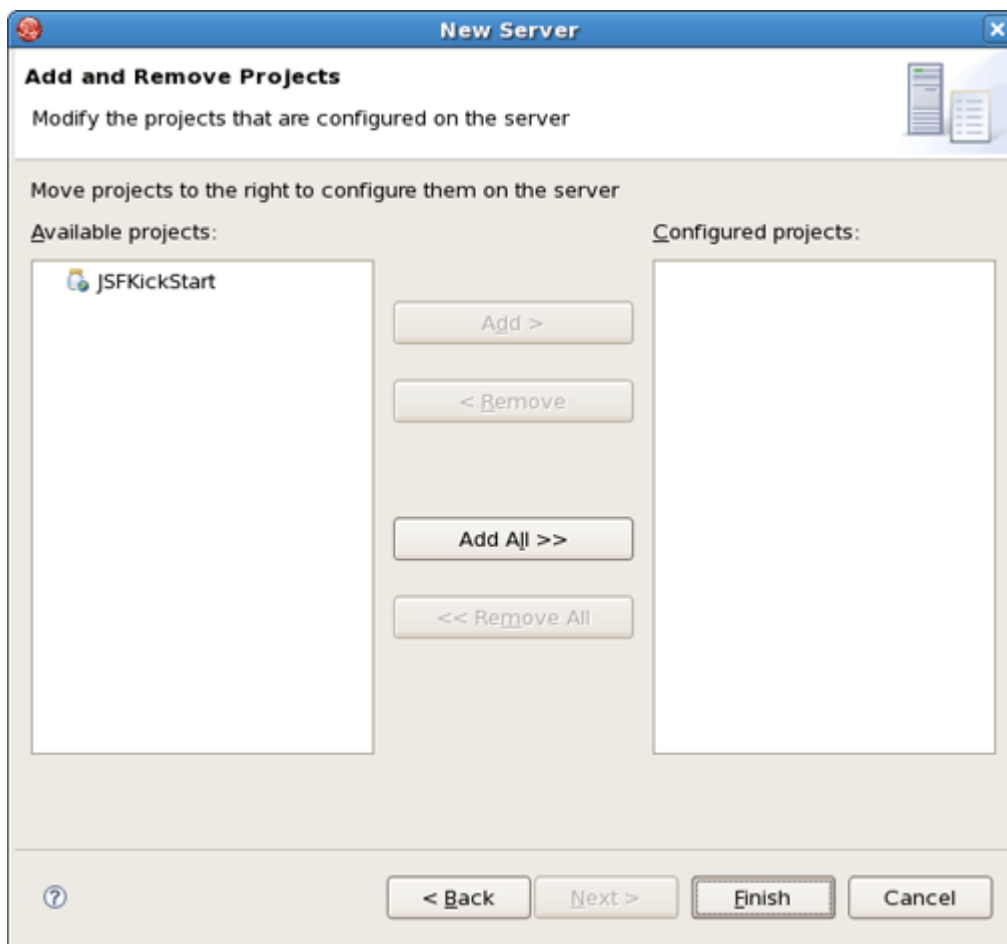 New Server
Add and Remove Projects
Modify the projects that are configured on the server
Move projects to the right to configure them on the server
Available projects:
Configured projects:
JSFKickStart
Add >
< Remove
Add All >>
<< Remove All
?
< Back
Next >
Finish
Cancel